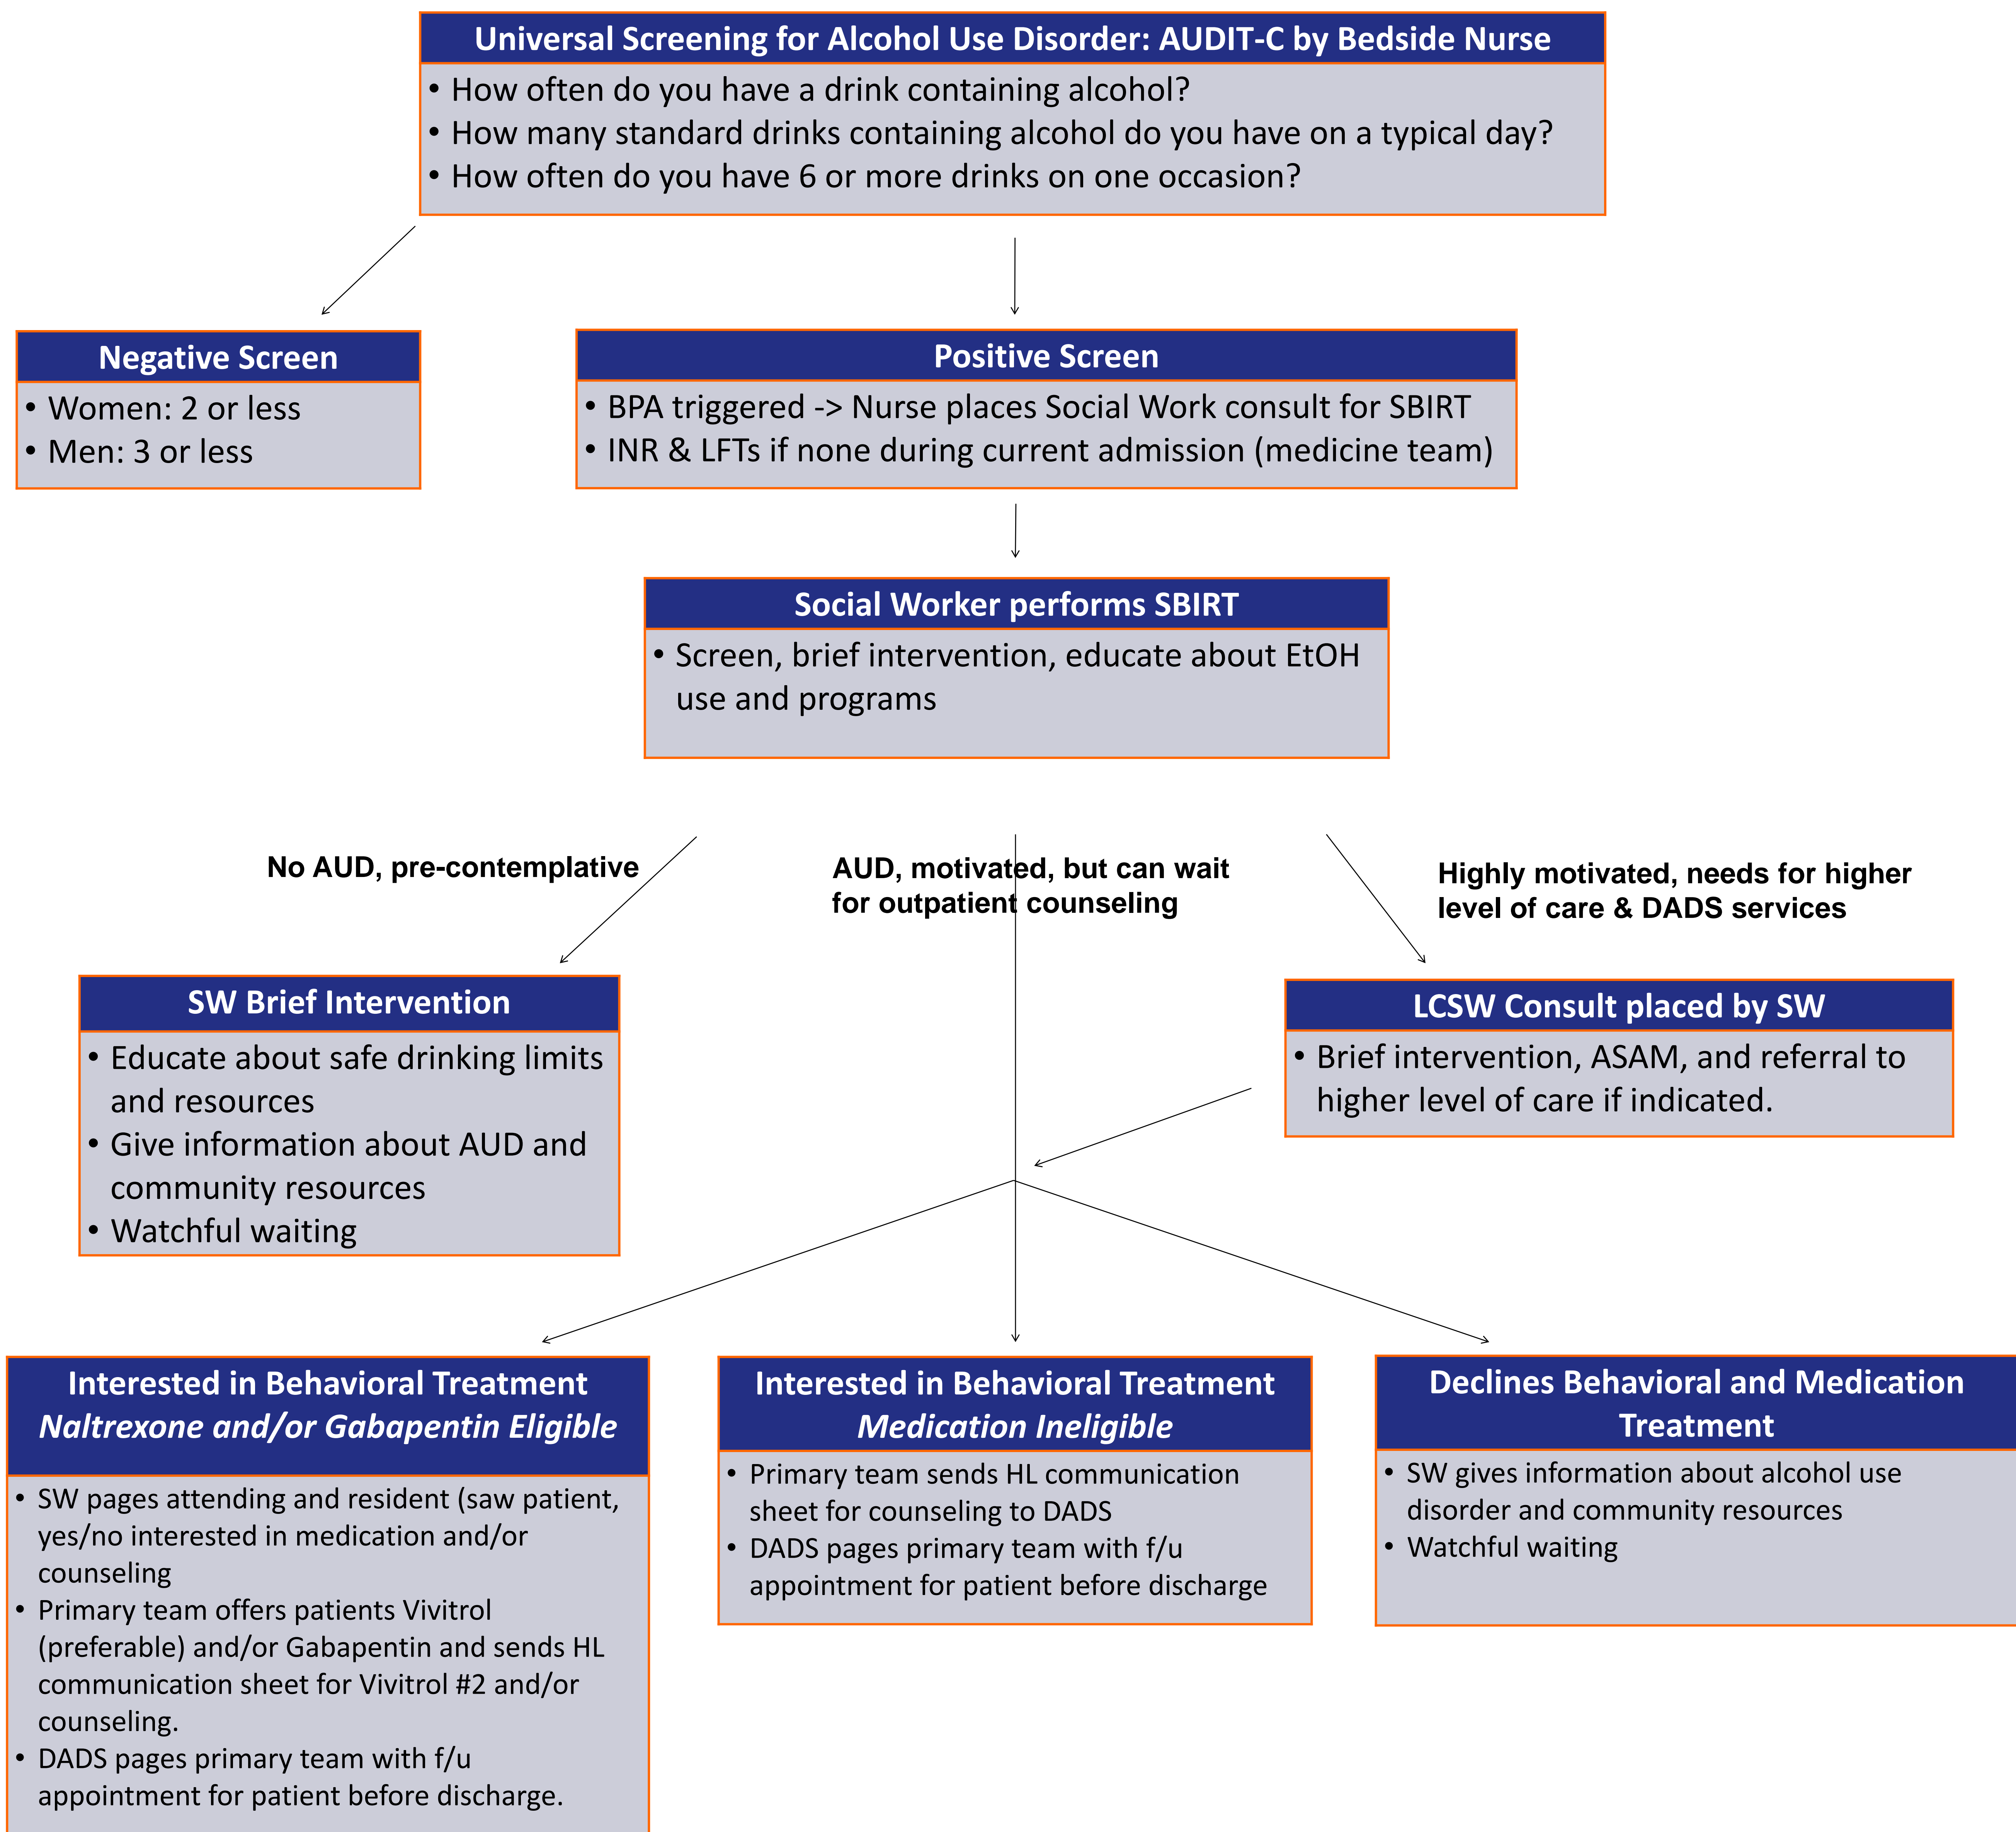 Universal Screening for Alcohol Use Disorder: AUDIT-C by Bedside Nurse
• How often do you have a drink containing alcohol?
• How many standard drinks containing alcohol do you have on a typical day?
• How often do you have 6 or more drinks on one occasion?
Negative Screen
• Women: 2 or less
• Men: 3 or less
Positive Screen
• BPA triggered -> Nurse places Social Work consult for SBIRT
• INR & LFTs if none during current admission (medicine team)
Social Worker performs SBIRT
• Screen, brief intervention, educate about EtOH
use and programs
No AUD, pre-contemplative
AUD, motivated, but can wait
for outpatient counseling
Highly motivated, needs for higher
level of care & DADS services
SW Brief Intervention
• Educate about safe drinking limits
and resources
• Give information about AUD and
community resources
• Watchful waiting
LCSW Consult placed by SW
• Brief intervention, ASAM, and referral to
higher level of care if indicated.
Interested in Behavioral Treatment
Naltrexone and/or Gabapentin Eligible
• SW pages attending and resident (saw patient,
yes/no interested in medication and/or
counseling
• Primary team offers patients Vivitrol
(preferable) and/or Gabapentin and sends HL
communication sheet for Vivitrol #2 and/or
counseling.
• DADS pages primary team with f/u
appointment for patient before discharge.
Interested in Behavioral Treatment
Medication Ineligible
• Primary team sends HL communication
sheet for counseling to DADS
• DADS pages primary team with f/u
appointment for patient before discharge
Declines Behavioral and Medication
Treatment
• SW gives information about alcohol use
disorder and community resources
• Watchful waiting